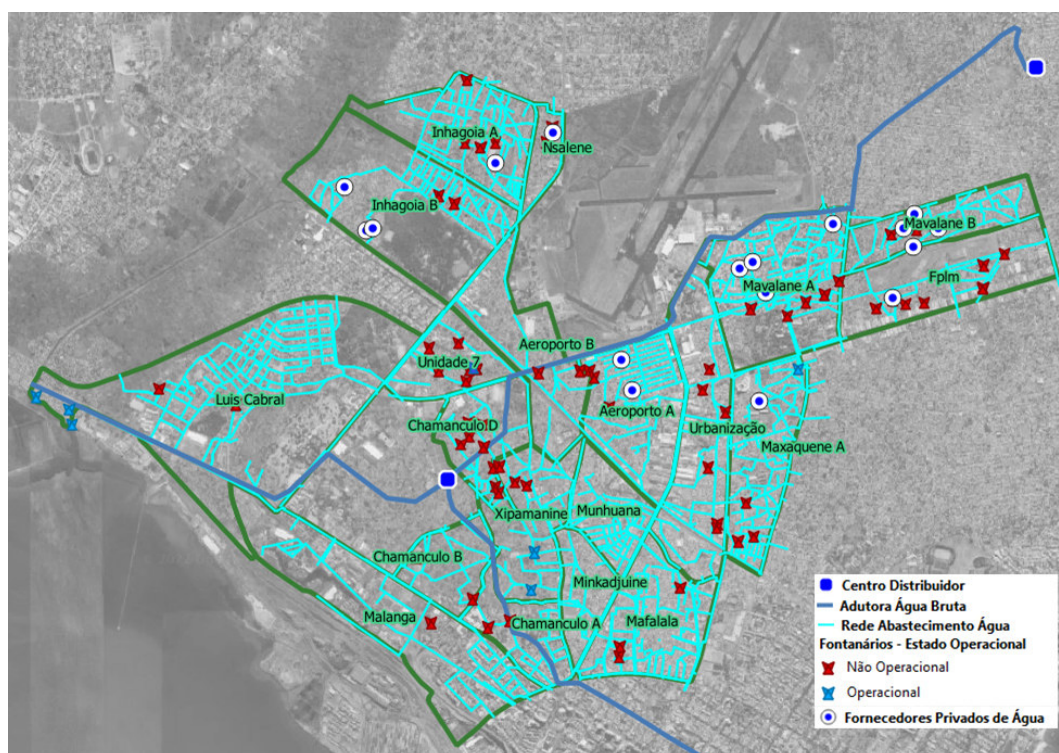 Inhagoia A
Nsalene
Inhagoia B
Mavalane B
Fplm
Mavalane A
Aeroporto B
Unidade 7
Luis Cabral
Aeroporto A
Chamanculo D
Urbanização
Maxaquene A
Xipamanine
Munhuana
Chamanculo B
Minkadjuine
Malanga
Chamanculo A
Mafalala
Centro Distribuidor
Adutora Água Bruta
Rede Abastecimento Água
Fontanários - Estado Operacional
Não Operacional
Operacional
Fornecedores Privados de Água